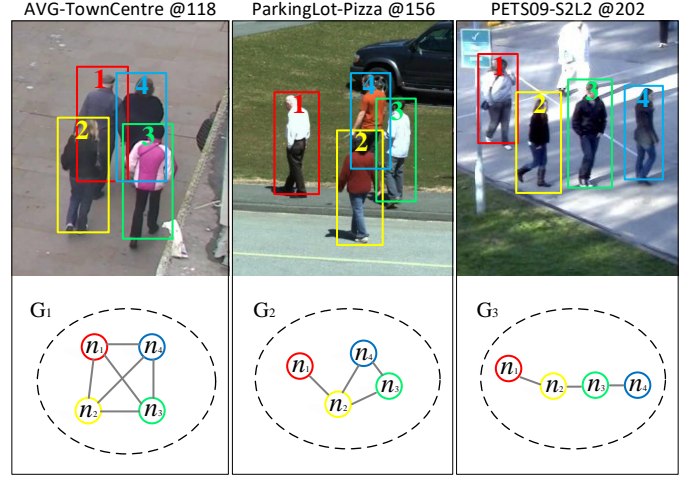 AVG-TownCentre @118
ParkingLot-Pizza @156
PETS09-S2L2 @202
1
4
2
3
1
4
3
2
1
2
3
4
G1
n1
n4
n2
n3
G2
n1
n4
n3
n2
G3
n1
n2
n3
n4